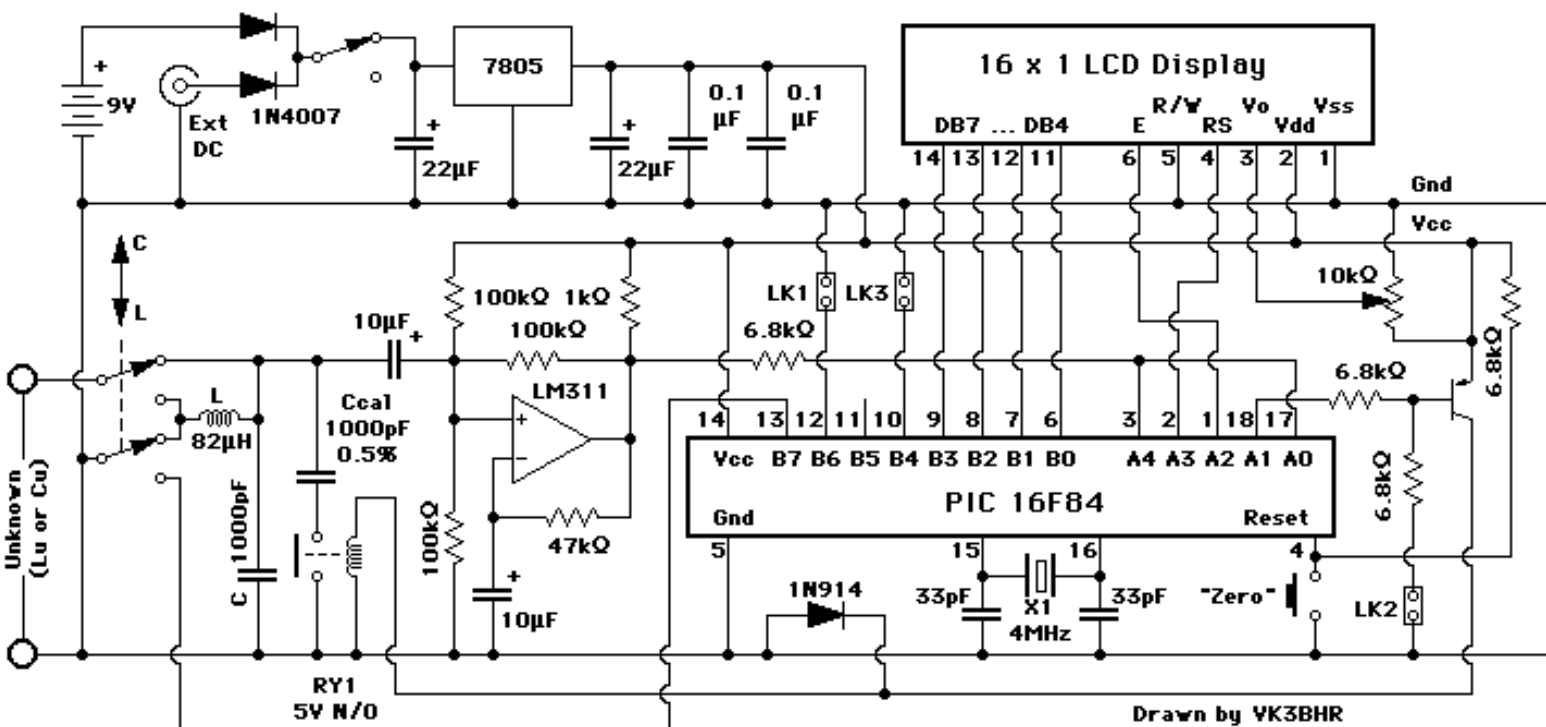 16 x 1 LCD Display
R/W Vo Vss
DB7 ... DB4 E RS Vdd
14 13 12 11 6 5 4 3 2 1
+
9V
Ext
DC
1N4007
7805
+
22µF
+
22µF
0.1
µF
0.1
µF
Gnd
Vcc
C
L
100kΩ
1kΩ
100kΩ
10µF
+
6.8kΩ
LK1
LK3
10kΩ
6.8kΩ
6.8kΩ
L
82µH
Ccal
1000pF
0.5%
LM311
+
−
14 13 12 11 10 9 8 7 6 3 2 1 18 17
Vcc B7 B6 B5 B4 B3 B2 B1 B0 A4 A3 A2 A1 A0
PIC 16F84
Gnd
Reset
5 15 16 4
6.8kΩ
Unknown
(Lu or Cu)
C 1000pF
100kΩ
47kΩ
+
10µF
1N914
33pF
X1
4MHz
33pF
"Zero"
LK2
RY1
5V N/O
Drawn by VK3BHR